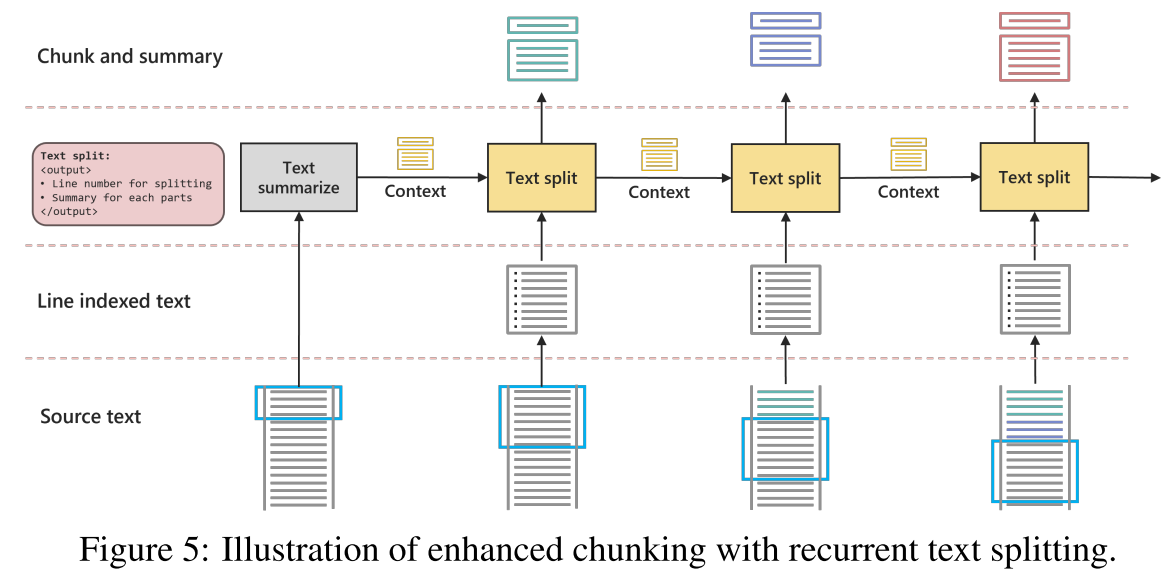 Chunk and summary
Text split:
<output>
• Line number for splitting
• Summary for each parts
</output>
Text
summarize
Context
Text split
Context
Text split
Context
Text split
Line indexed text
Source text
Figure 5: Illustration of enhanced chunking with recurrent text splitting.